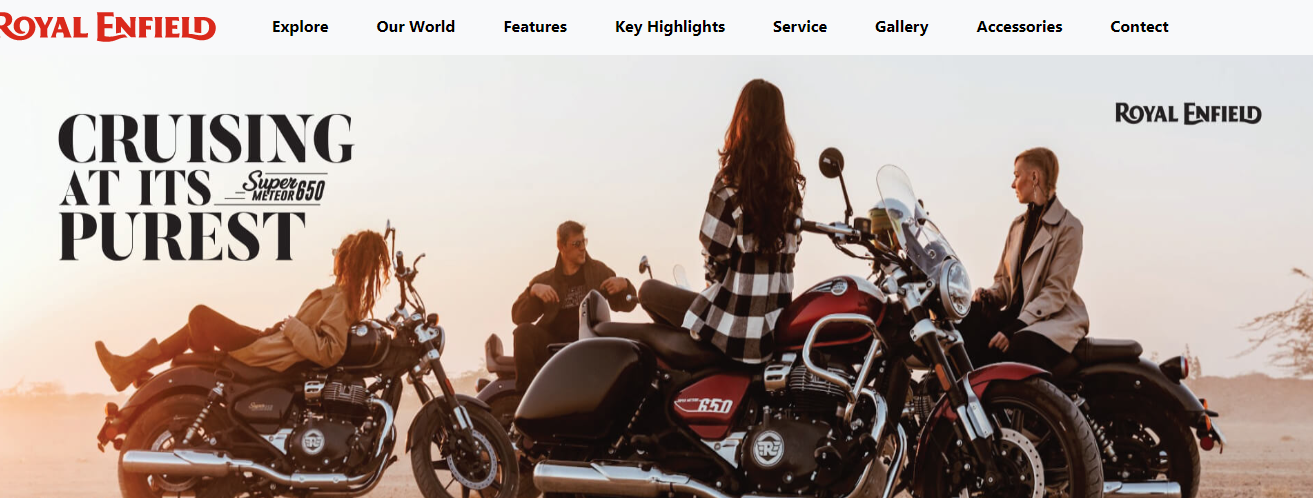 ROYAL ENFIELD
Explore
Our World
Features
Key Highlights
Service
Gallery
Accessories
Contact
ROYAL ENFIELD
CRUISING
AT ITS Super METEOR 650
PUREST
650